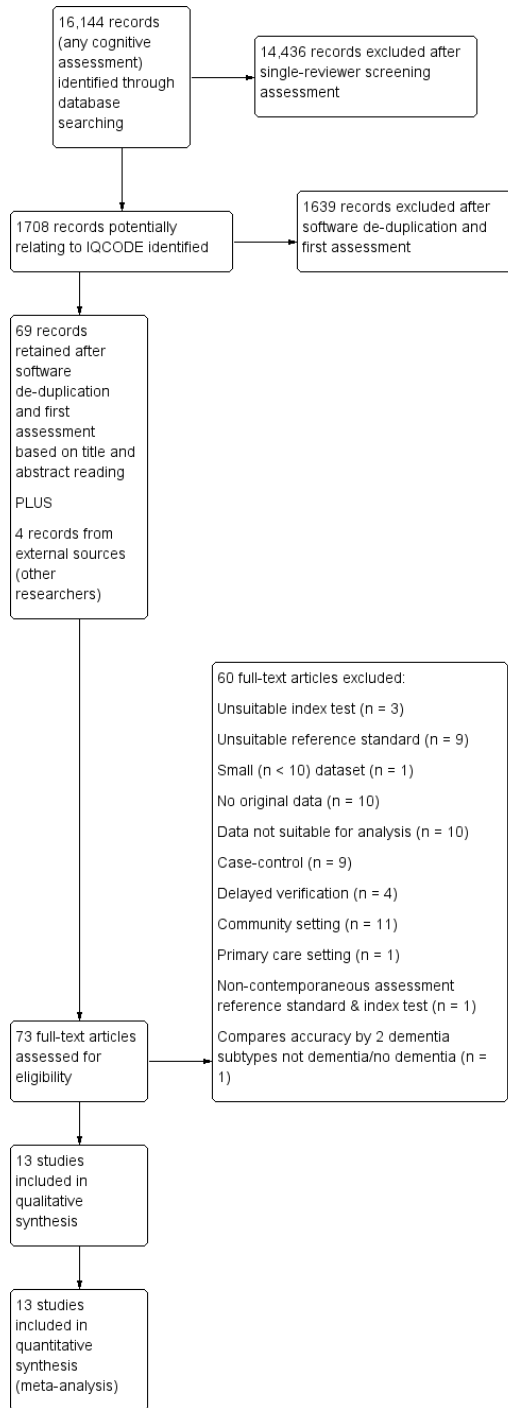 16,144 records
(any cognitive
assessment)
identified through
database
searching
14,436 records excluded after
single-reviewer screening
assessment
1708 records potentially
relating to IQCODE identified
1639 records excluded after
software de-duplication and
first assessment
69 records
retained after
software
de-duplication
and first
assessment
based on title and
abstract reading
PLUS
4 records from
external sources
(other
researchers)
60 full-text articles excluded:
Unsuitable index test (n = 3)
Unsuitable reference standard (n = 9)
Small (n < 10) dataset (n = 1)
No original data (n = 10)
Data not suitable for analysis (n = 10)
Case-control (n = 9)
Delayed verification (n = 4)
Community setting (n = 11)
Primary care setting (n = 1)
Non-contemporaneous assessment
reference standard & index test (n = 1)
Compares accuracy by 2 dementia
subtypes not dementia/no dementia (n =
1)
73 full-text articles
assessed for
eligibility
13 studies
included in
qualitative
synthesis
13 studies
included in
quantitative
synthesis
(meta-analysis)